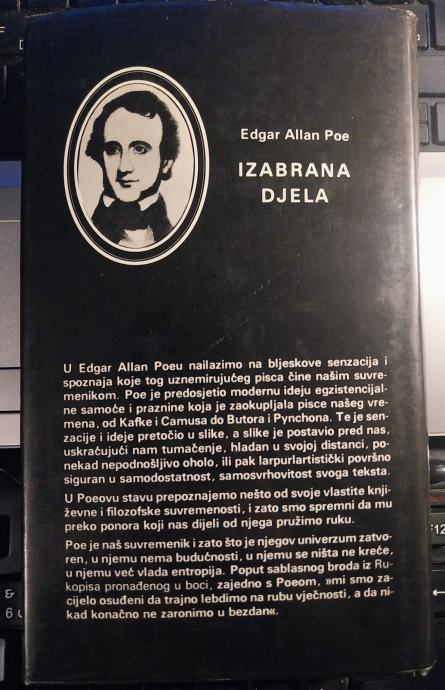 Edgar Allan Poe
IZABRANA
DJELA
U Edgar Allan Poeu nailazimo na bljeskove senzacija i
spoznaja koje tog uznemirujućeg pisca čine našim suvre-
menikom. Poe je predosjetio modernu ideju egzistencijal-
ne samoće i praznine koja je zaokupljala pisce našeg vre-
mena, od Kafke i Camusa do Butora i Pynchona. Te je sen-
zacije i ideje pretočio u slike, a slike je postavio pred nas,
uskraćujući nam tumačenje, hladan u svojoj distanci, po-
nekad nepodnošljivo oholo, ili pak larpurlartistički površno
siguran u samodostatnost, samosvrhovitost svoga teksta.
U Poeovu stavu prepoznajemo nešto od svoje vlastite knji-
ževne i filozofske suvremenosti, i zato smo spremni da mu
preko ponora koji nas dijeli od njega pružimo ruku.
Poe je naš suvremenik i zato što je njegov univerzum zatvo-
ren, u njemu nema budućnosti, u njemu se ništa ne kreće,
u njemu već vlada entropija. Poput sablasnog broda iz Ru-
kopisa pronađenog u boci, zajedno s Poeom, »mi smo za-
cijelo osuđeni da trajno lebdimo na rubu vječnosti, a da ni-
kad konačno ne zaronimo u bezdan«.
&
6
F12